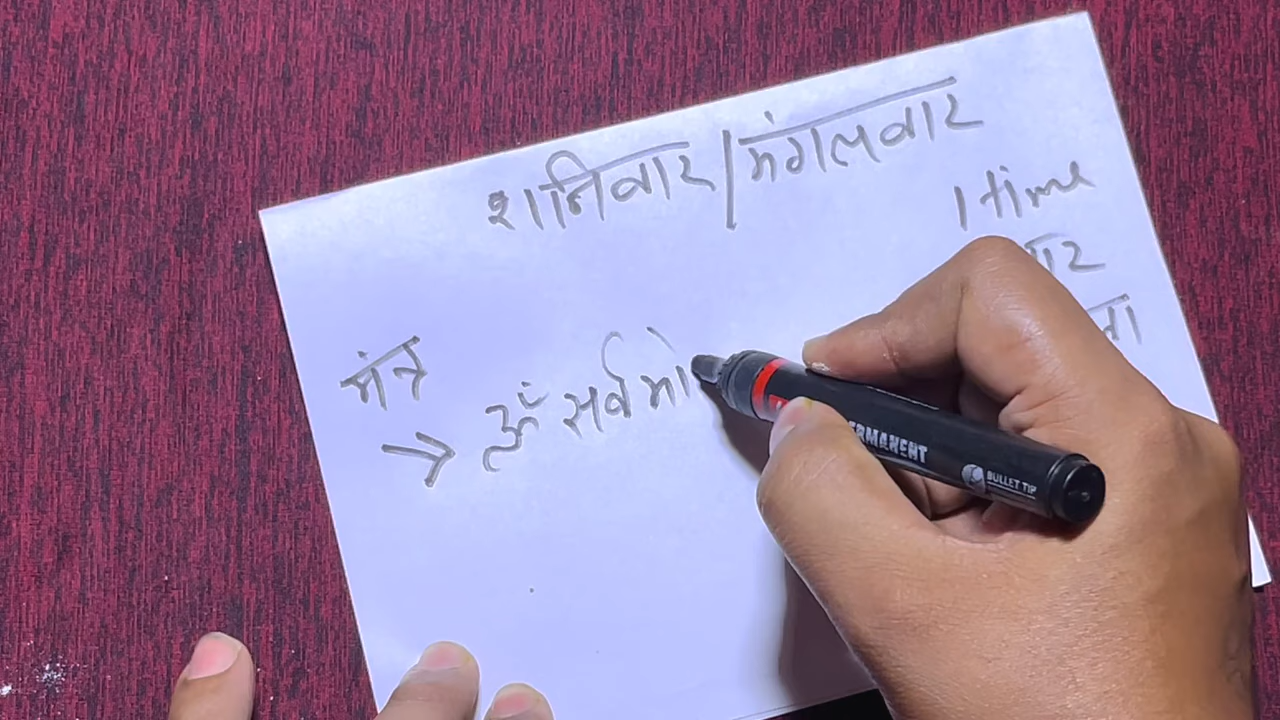 शनिवार/मंगलवार
1 time
मंत्र
→ ॐ सर्व मो
PERMANENT
BULLET TIP